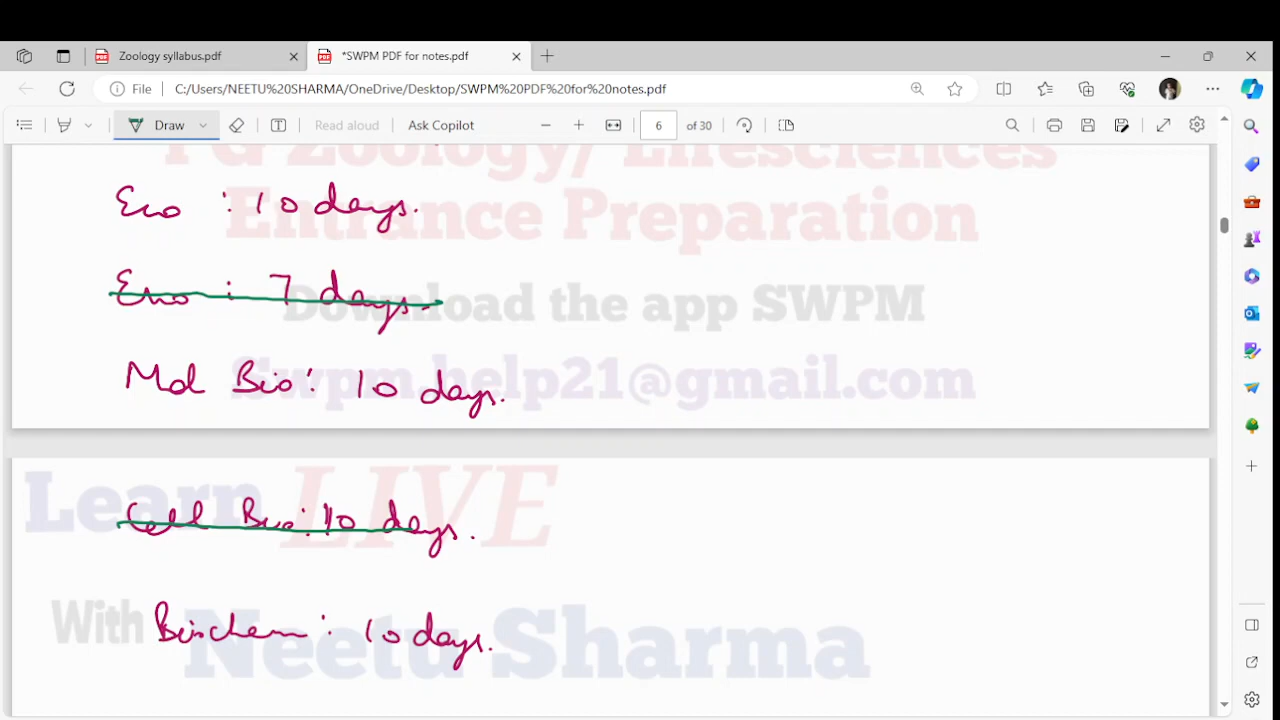 Zoology syllabus.pdf
*SWPM PDF for notes.pdf
File
C:/Users/NEETU%20SHARMA/OneDrive/Desktop/SWPM%20PDF%20for%20notes.pdf
Draw
Read aloud
Ask Copilot
6 of 30
PG Zoology/ Lifesciences
Entrance Preparation
: 10 days.
: 7 days.
Download the app SWPM
Mol Bio: 10 days.
Swpm.help21@gmail.com
Learn LIVE
Cell Bio: 10 days.
With Neetu Sharma
Biochem: 10 days.